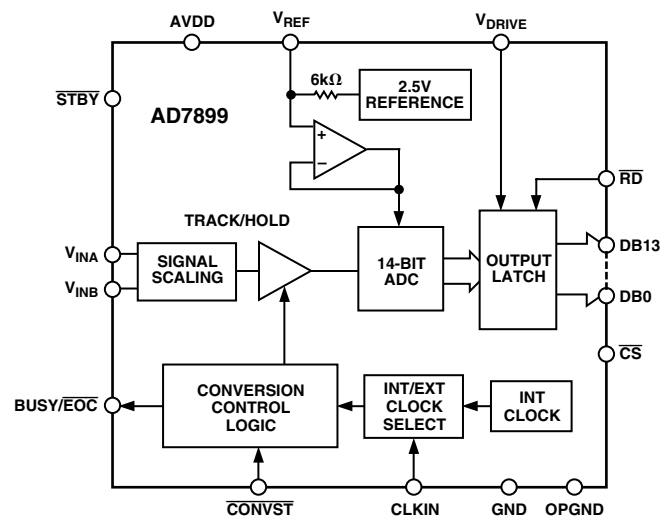 AVDD
VREF
VDRIVE
STBY
6kΩ
2.5V
REFERENCE
AD7899
+
−
RD
TRACK/HOLD
VINA
VINB
SIGNAL
SCALING
14-BIT
ADC
OUTPUT
LATCH
DB13
DB0
CS
BUSY/EOC
CONVERSION
CONTROL
LOGIC
INT/EXT
CLOCK
SELECT
INT
CLOCK
CONVST
CLKIN
GND
OPGND